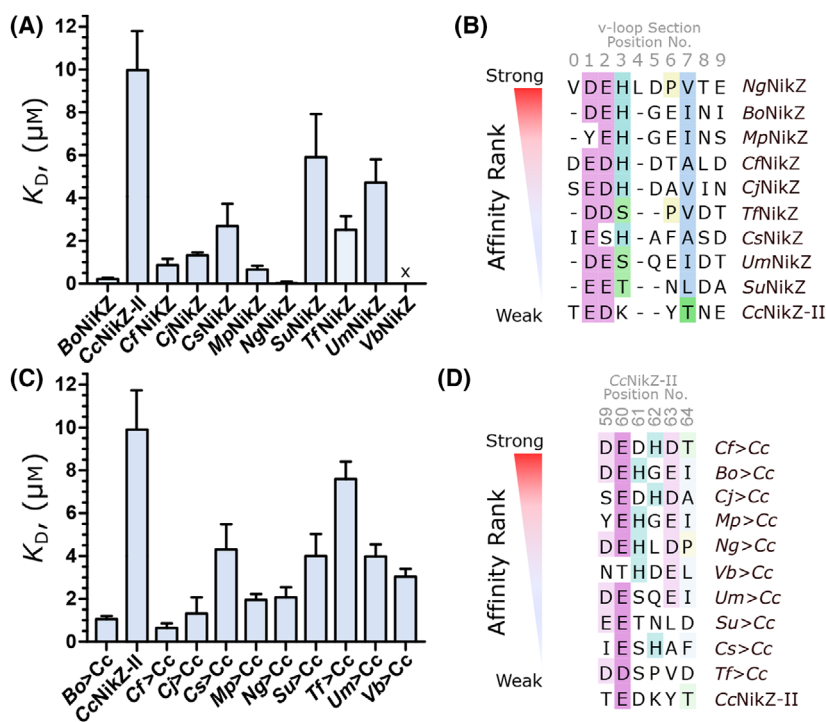 (A)
12
10
8
6
4
2
0
K_D, (μM)
x
BoNiKZ
CcNiKZ-II
CfNiKZ
CjNiKZ
CsNiKZ
MpNiKZ
NgNiKZ
SuNiKZ
TfNiKZ
UmNiKZ
VbNiKZ
(B)
v-loop Section
Position No.
0 1 2 3 4 5 6 7 8 9
Strong
Affinity Rank
Weak
V D E H L D P V T E NgNikZ
- D E H - G E I N I BoNikZ
- Y E H - G E I N S MpNikZ
D E D H - D T A L D CfNikZ
S E D H - D A V I N CjNikZ
- D D S - - P V D T TfNikZ
I E S H - A F A S D CsNikZ
- D E S - Q E I D T UmNikZ
- E E T - - N L D A SuNikZ
T E D K - - Y T N E CcNikZ-II
(C)
12
10
8
6
4
2
0
K_D, (μM)
Bo>Cc
CcNiKZ-II
Cf>Cc
Cj>Cc
Cs>Cc
Mp>Cc
Ng>Cc
Su>Cc
Tf>Cc
Um>Cc
Vb>Cc
(D)
CcNikZ-II
Position No.
59 60 61 62 63 64
Strong
Affinity Rank
Weak
D E D H D T Cf>Cc
D E H G E I Bo>Cc
S E D H D A Cj>Cc
Y E H G E I Mp>Cc
D E H L D P Ng>Cc
N T H D E L Vb>Cc
D E S Q E I Um>Cc
E E T N L D Su>Cc
I E S H A F Cs>Cc
D D S P V D Tf>Cc
T E D K Y T CcNikZ-II